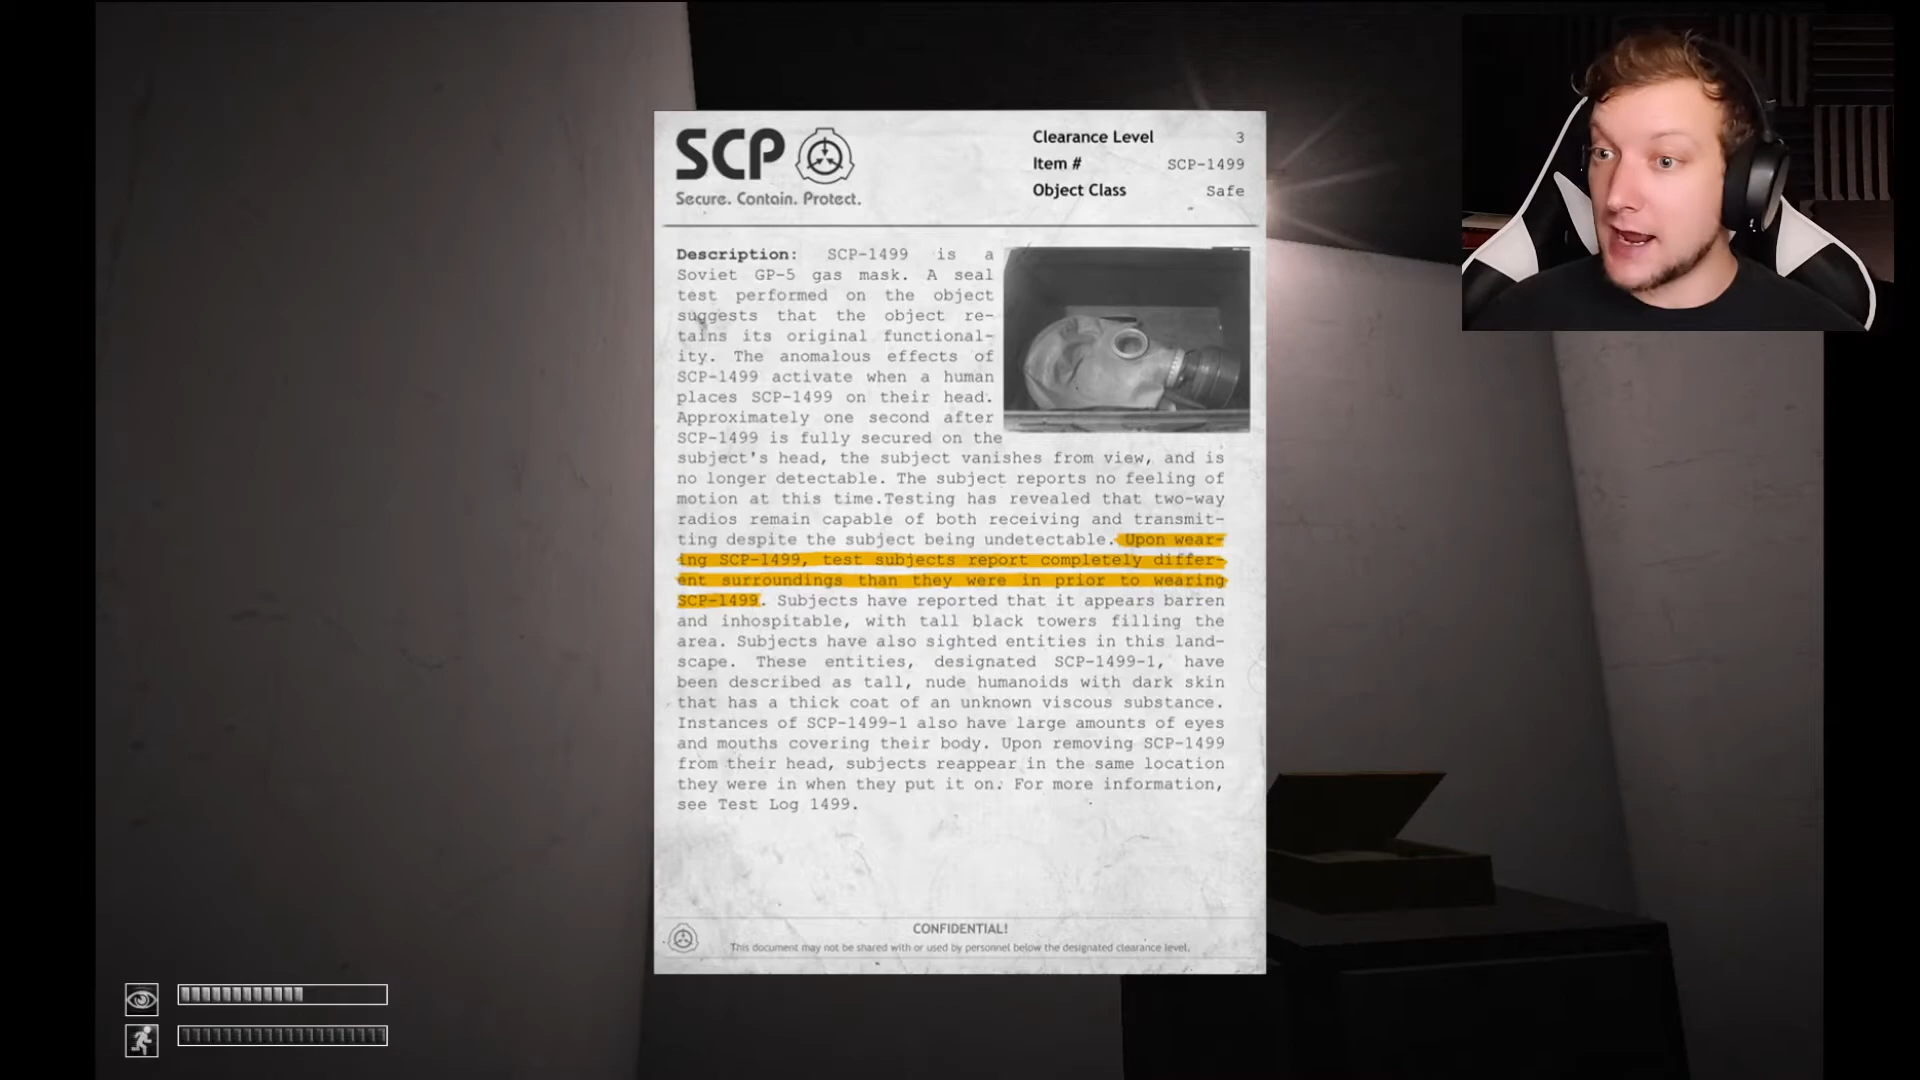 SCP
Secure. Contain. Protect.
Clearance Level 3
Item # SCP-1499
Object Class Safe
Description: SCP-1499 is a
Soviet GP-5 gas mask. A seal
test performed on the object
suggests that the object re-
tains its original functional-
ity. The anomalous effects of
SCP-1499 activate when a human
places SCP-1499 on their head.
Approximately one second after
SCP-1499 is fully secured on the
subject's head, the subject vanishes from view, and is
no longer detectable. The subject reports no feeling of
motion at this time.Testing has revealed that two-way
radios remain capable of both receiving and transmit-
ting despite the subject being undetectable. Upon wear-
ing SCP-1499, test subjects report completely differ-
ent surroundings than they were in prior to wearing
SCP-1499. Subjects have reported that it appears barren
and inhospitable, with tall black towers filling the
area. Subjects have also sighted entities in this land-
scape. These entities, designated SCP-1499-1, have
been described as tall, nude humanoids with dark skin
that has a thick coat of an unknown viscous substance.
Instances of SCP-1499-1 also have large amounts of eyes
and mouths covering their body. Upon removing SCP-1499
from their head, subjects reappear in the same location
they were in when they put it on. For more information,
see Test Log 1499.
CONFIDENTIAL!
This document may not be shared with or used by personnel below the designated clearance level.